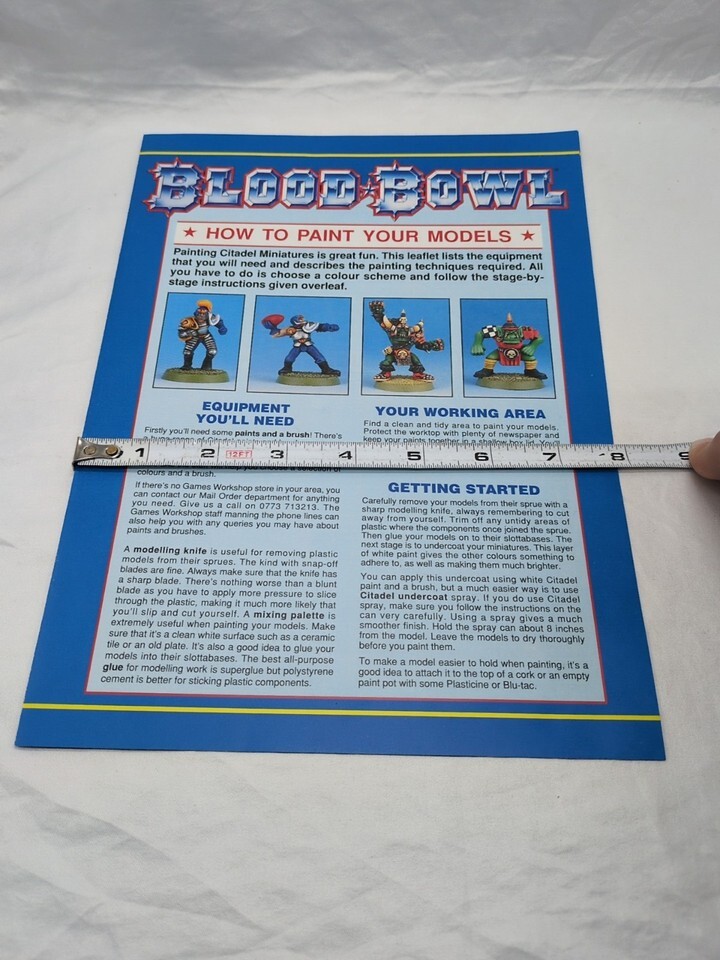 BLOOD BOWL
★ HOW TO PAINT YOUR MODELS ★
Painting Citadel Miniatures is great fun. This leaflet lists the equipment
that you will need and describes the painting techniques required. All
you have to do is choose a colour scheme and follow the stage-by-
stage instructions given overleaf.
EQUIPMENT
YOU'LL NEED
Firstly you'll need some paints and a brush! There's
colours and a brush.
If there's no Games Workshop store in your area, you
can contact our Mail Order department for anything
you need. Give us a call on 0773 713213. The
Games Workshop staff manning the phone lines can
also help you with any queries you may have about
paints and brushes.
A modelling knife is useful for removing plastic
models from their sprues. The kind with snap-off
blades are fine. Always make sure that the knife has
a sharp blade. There's nothing worse than a blunt
blade as you have to apply more pressure to slice
through the plastic, making it much more likely that
you'll slip and cut yourself. A mixing palette is
extremely useful when painting your models. Make
sure that it's a clean white surface such as a ceramic
tile or an old plate. It's also a good idea to glue your
models into their slottabases. The best all-purpose
glue for modelling work is superglue but polystyrene
cement is better for sticking plastic components.
YOUR WORKING AREA
Find a clean and tidy area to paint your models.
Protect the worktop with plenty of newspaper and
keep your paints together in a shallow box lid. You'll
GETTING STARTED
Carefully remove your models from their sprue with a
sharp modelling knife, always remembering to cut
away from yourself. Trim off any untidy areas of
plastic where the components once joined the sprue.
Then glue your models on to their slottabases. The
next stage is to undercoat your miniatures. This layer
of white paint gives the other colours something to
adhere to, as well as making them much brighter.
You can apply this undercoat using white Citadel
paint and a brush, but a much easier way is to use
Citadel undercoat spray. If you do use Citadel
spray, make sure you follow the instructions on the
can very carefully. Using a spray gives a much
smoother finish. Hold the spray can about 8 inches
from the model. Leave the models to dry thoroughly
before you paint them.
To make a model easier to hold when painting, it's a
good idea to attach it to the top of a cork or an empty
paint pot with some Plasticine or Blu-tac.
1 2 12FT 3 4 5 6 7 8 9